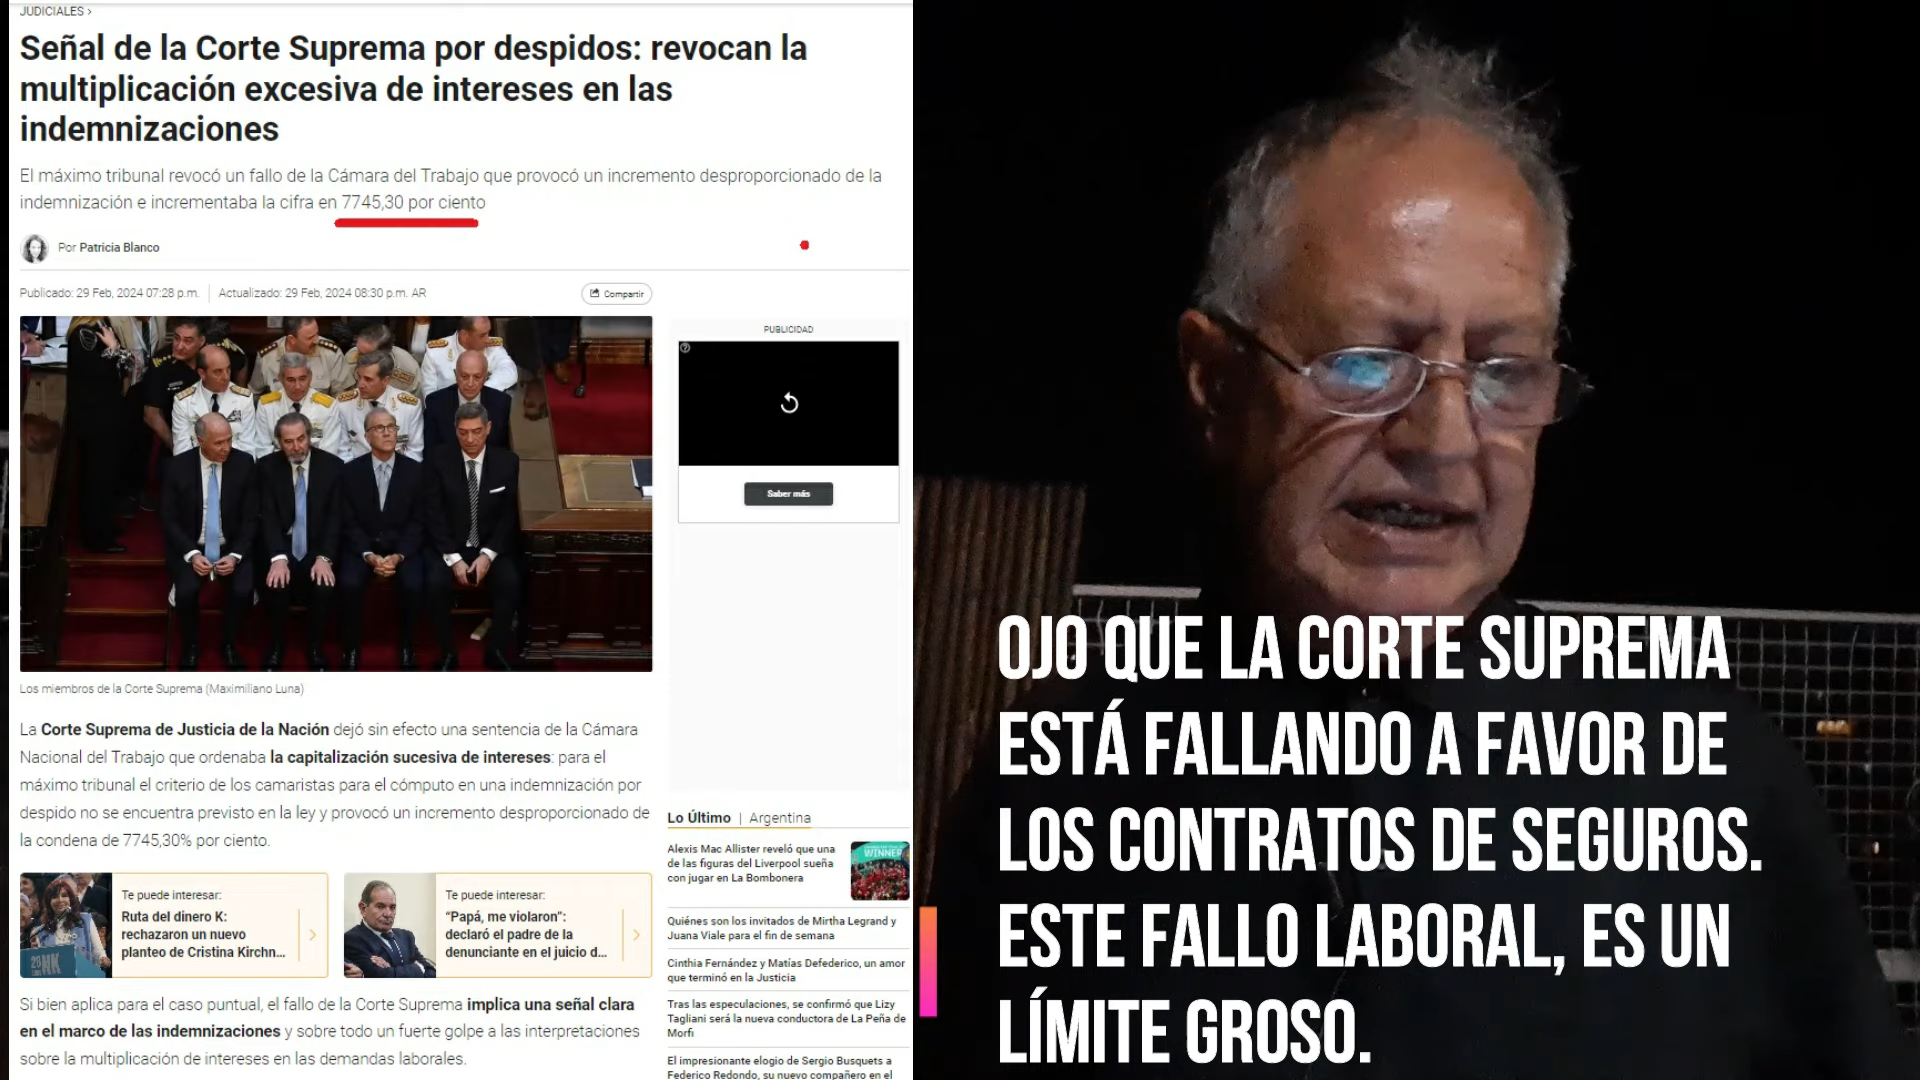 JUDICIALES >
Señal de la Corte Suprema por despidos: revocan la
multiplicación excesiva de intereses en las
indemnizaciones
El máximo tribunal revocó un fallo de la Cámara del Trabajo que provocó un incremento desproporcionado de la
indemnización e incrementaba la cifra en 7745,30 por ciento
Por Patricia Blanco
Publicado: 29 Feb, 2024 07:28 p.m. | Actualizado: 29 Feb, 2024 08:30 p.m. AR
Compartir
Los miembros de la Corte Suprema (Maximiliano Luna)
La Corte Suprema de Justicia de la Nación dejó sin efecto una sentencia de la Cámara
Nacional del Trabajo que ordenaba la capitalización sucesiva de intereses: para el
máximo tribunal el criterio de los camaristas para el cómputo en una indemnización por
despido no se encuentra previsto en la ley y provocó un incremento desproporcionado de
la condena de 7745,30% por ciento.
Te puede interesar:
Ruta del dinero K:
rechazaron un nuevo
planteo de Cristina Kirchn...
Te puede interesar:
“Papá, me violaron”:
declaró el padre de la
denunciante en el juicio d...
Si bien aplica para el caso puntual, el fallo de la Corte Suprema implica una señal clara
en el marco de las indemnizaciones y sobre todo un fuerte golpe a las interpretaciones
sobre la multiplicación de intereses en las demandas laborales.
PUBLICIDAD
Saber más
Lo Último | Argentina
Alexis Mac Allister reveló que una
de las figuras del Liverpool sueña
con jugar en La Bombonera
WINNER
Quiénes son los invitados de Mirtha Legrand y
Juana Viale para el fin de semana
Cinthia Fernández y Matías Defederico, un amor
que terminó en la Justicia
Tras las especulaciones, se confirmó que Lizy
Tagliani será la nueva conductora de La Peña de
Morfi
El impresionante elogio de Sergio Busquets a
Federico Redondo, su nuevo compañero en el
OJO QUE LA CORTE SUPREMA
ESTÁ FALLANDO A FAVOR DE
LOS CONTRATOS DE SEGUROS.
ESTE FALLO LABORAL, ES UN
LÍMITE GROSO.